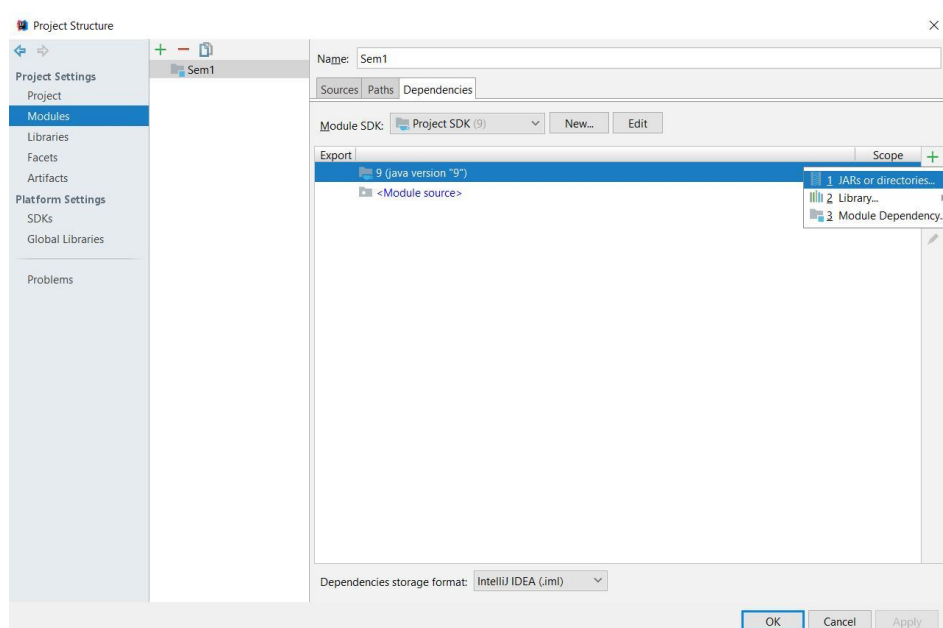 Project Structure
Project Settings
Project
Modules
Libraries
Facets
Artifacts
Platform Settings
SDKs
Global Libraries
Problems
Sem1
Name: Sem1
Sources Paths Dependencies
Module SDK: Project SDK (9) New... Edit
Export Scope
9 (java version "9")
<Module source>
1 JARs or directories...
2 Library...
3 Module Dependency.
Dependencies storage format: IntelliJ IDEA (.iml)
OK Cancel Apply